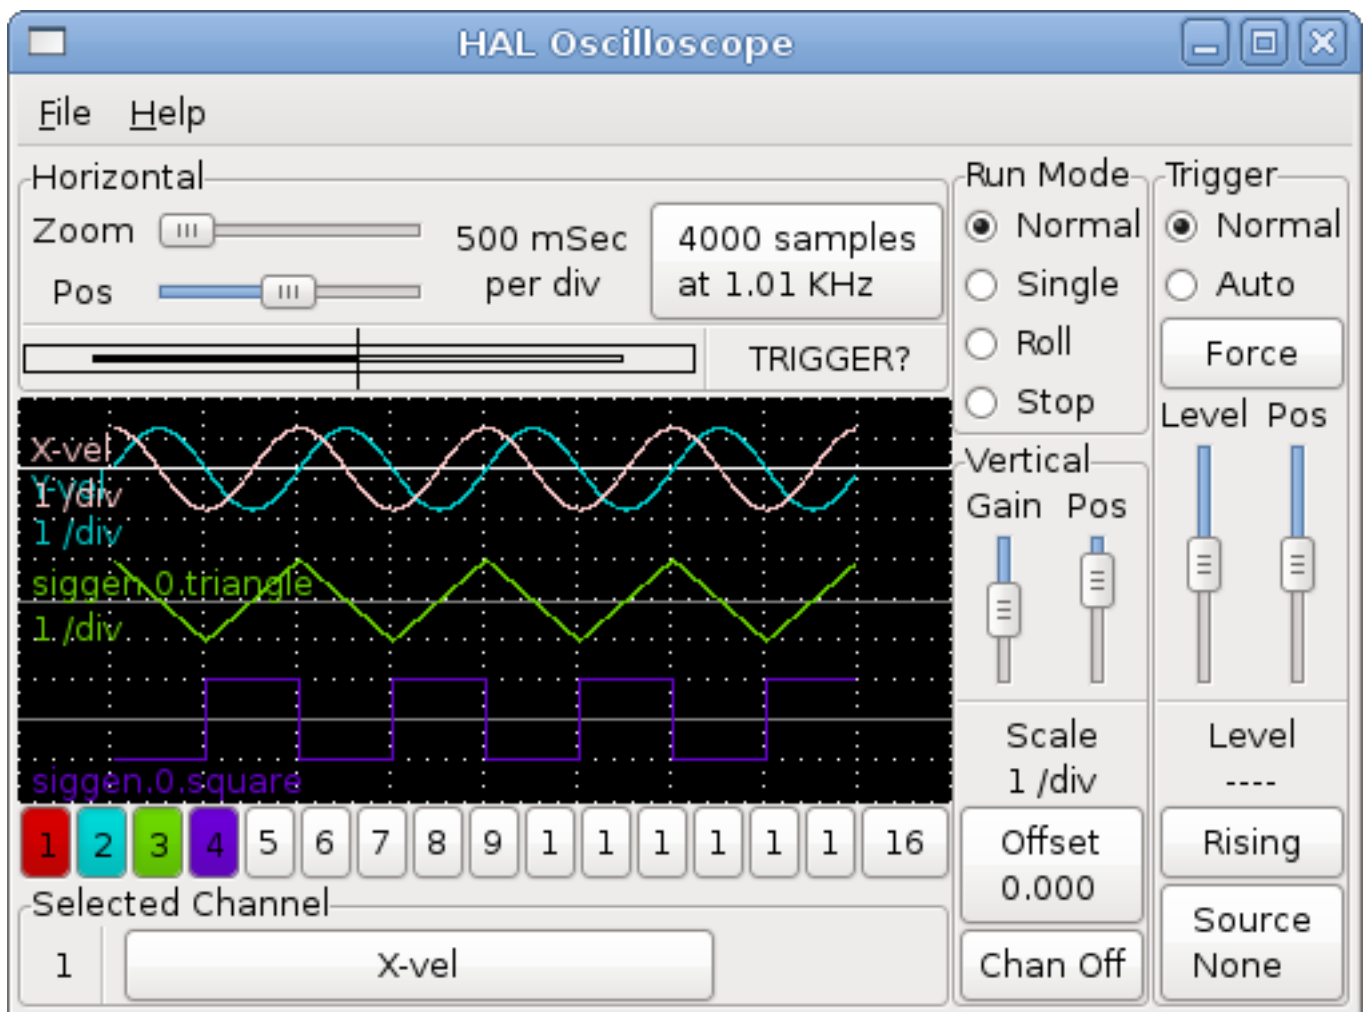 HAL Oscilloscope
File Help
Horizontal
Zoom
Pos
500 mSec
per div
4000 samples
at 1.01 KHz
TRIGGER?
Run Mode
Normal
Single
Roll
Stop
Trigger
Normal
Auto
Force
Level Pos
X-vel
Y-vel
1 /div
1 /div
siggen.0.triangle
1 /div
siggen.0.square
Vertical
Gain Pos
Scale
1 /div
Offset
0.000
Chan Off
Level
----
Rising
Source
None
1 2 3 4 5 6 7 8 9 1 1 1 1 1 1 16
Selected Channel
1 X-vel